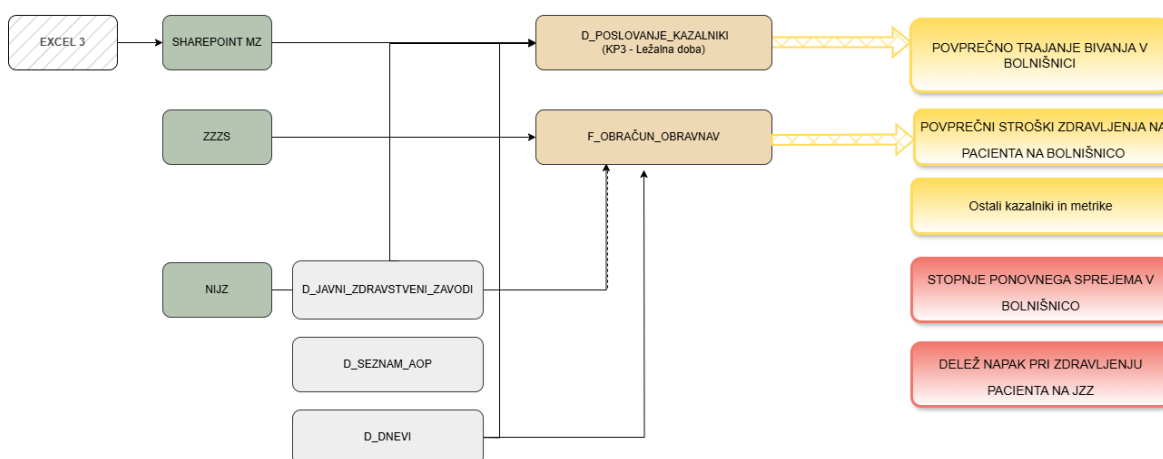 EXCEL 3
SHAREPOINT MZ
D_POSLOVANJE_KAZALNIKI
(KP3 - Ležalna doba)
POVPREČNO TRAJANJE BIVANJA V
BOLNIŠNICI
ZZZS
F_OBRAČUN_OBRAVNAV
POVPREČNI STROŠKI ZDRAVLJENJA NA
PACIENTA NA BOLNIŠNICO
Ostali kazalniki in metrike
NIJZ
D_JAVNI_ZDRAVSTVENI_ZAVODI
STOPNJE PONOVNEGA SPREJEMA V
BOLNIŠNICO
D_SEZNAM_AOP
DELEŽ NAPAK PRI ZDRAVLJENJU
PACIENTA NA JZZ
D_DNEVI